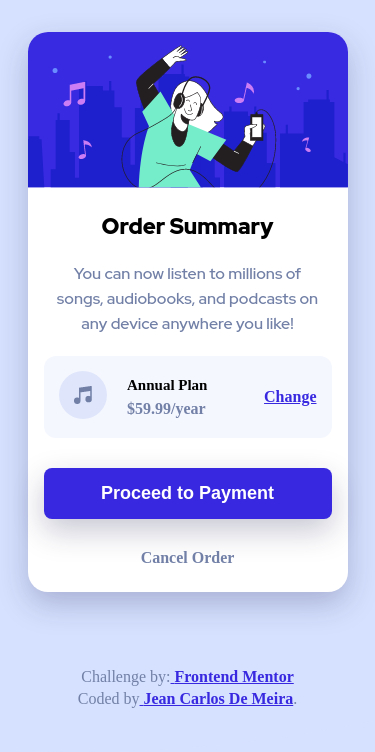 Order Summary
You can now listen to millions of
songs, audiobooks, and podcasts on
any device anywhere you like!
Annual Plan
$59.99/year
Change
Proceed to Payment
Cancel Order
Challenge by: Frontend Mentor
Coded by Jean Carlos De Meira.